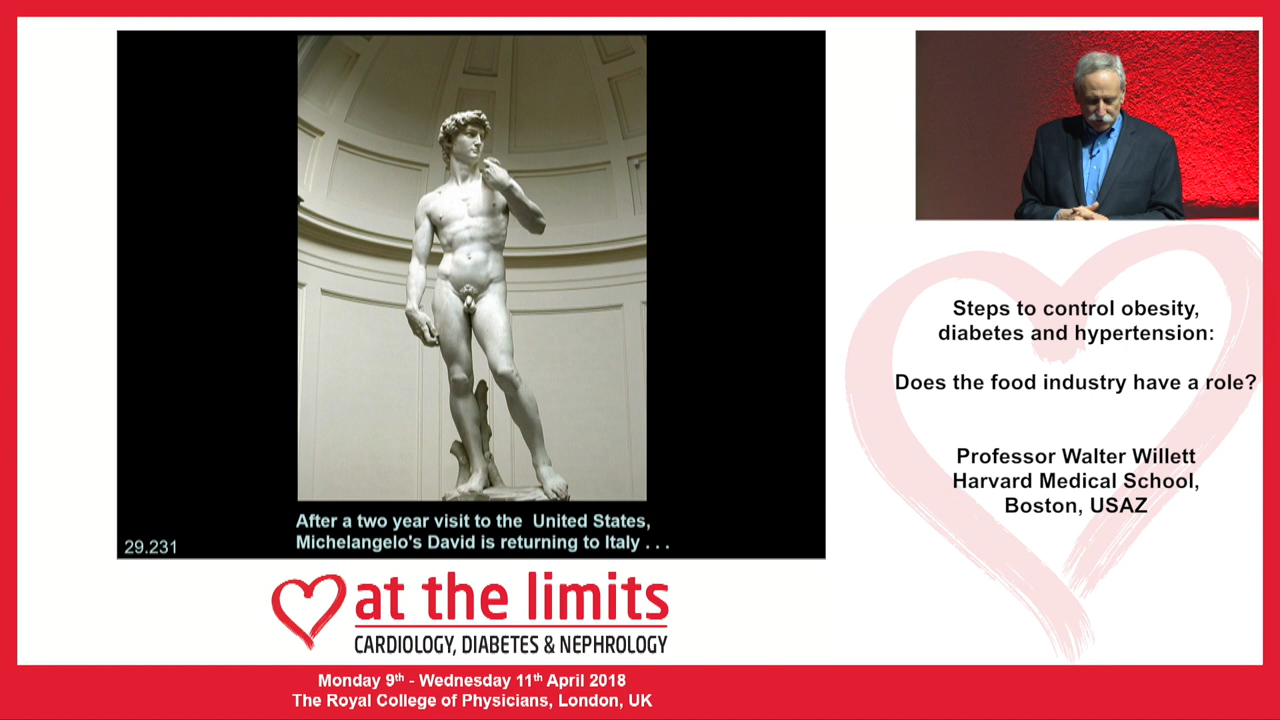 After a two year visit to the United States,
Michelangelo's David is returning to Italy . . .
29.231
Steps to control obesity,
diabetes and hypertension:
Does the food industry have a role?
Professor Walter Willett
Harvard Medical School,
Boston, USAZ
at the limits
CARDIOLOGY, DIABETES & NEPHROLOGY
Monday 9th - Wednesday 11th April 2018
The Royal College of Physicians, London, UK